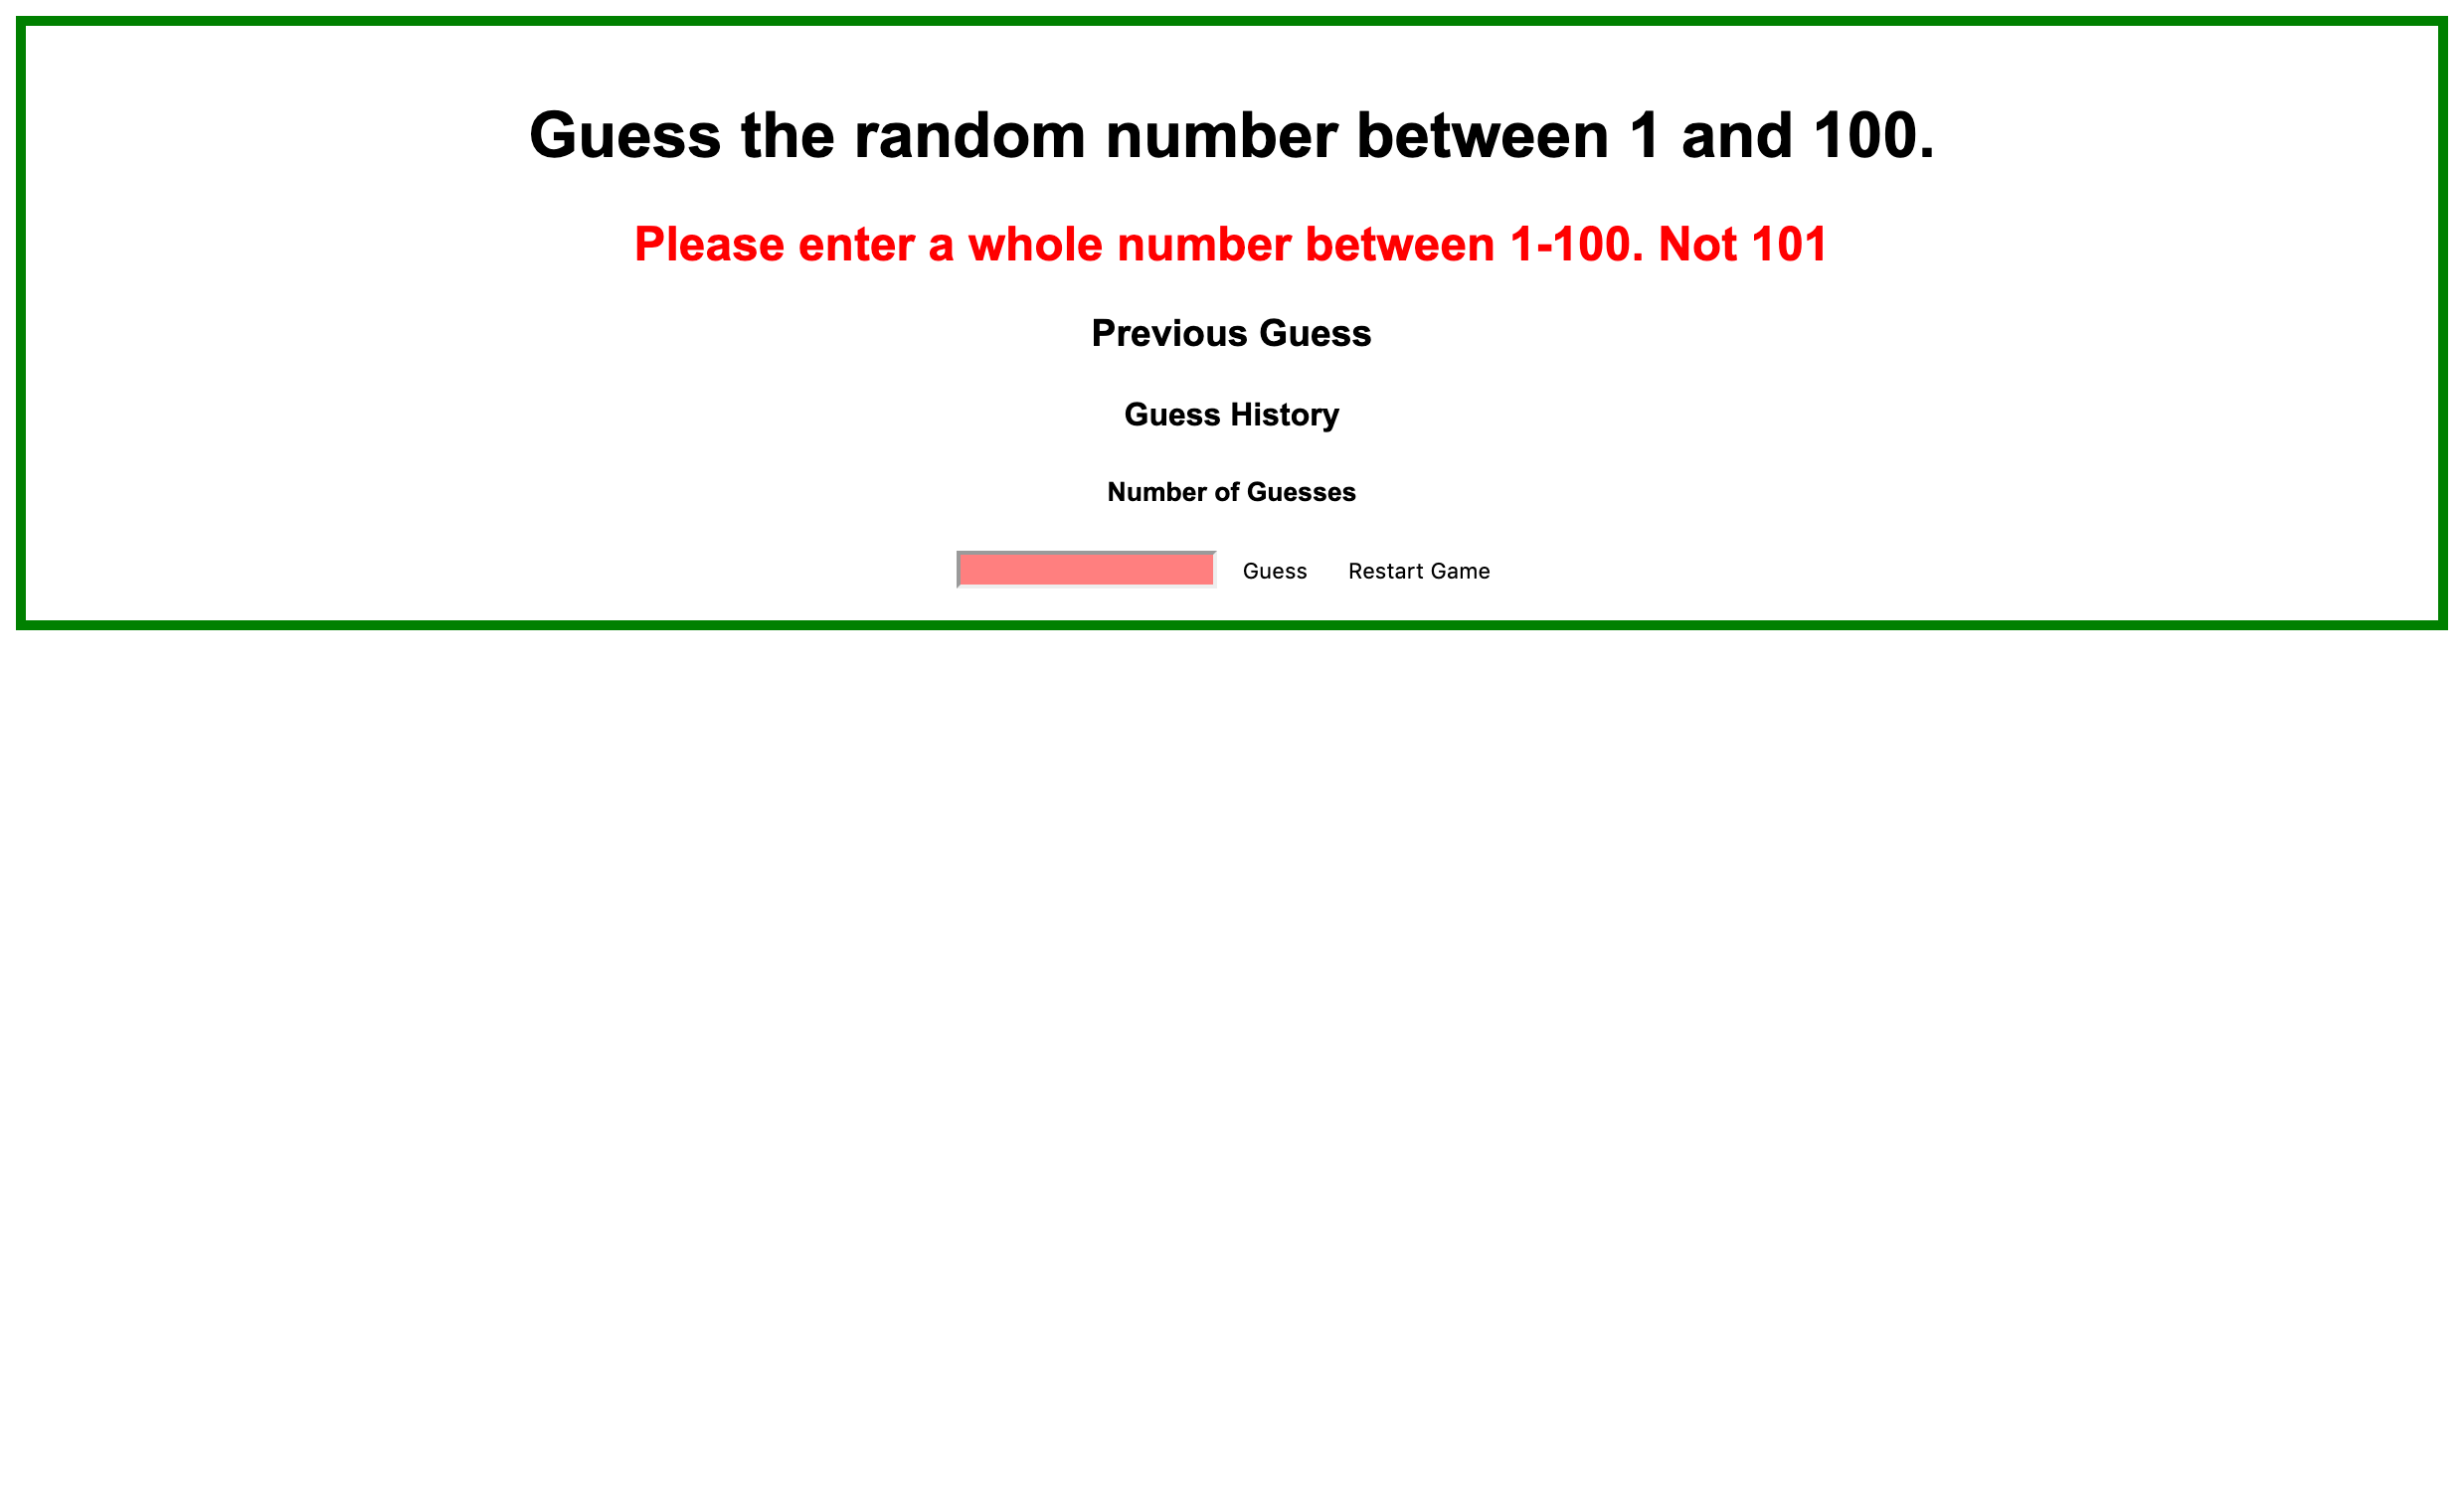 Guess the random number between 1 and 100.
Please enter a whole number between 1-100. Not 101
Previous Guess
Guess History
Number of Guesses
Guess Restart Game